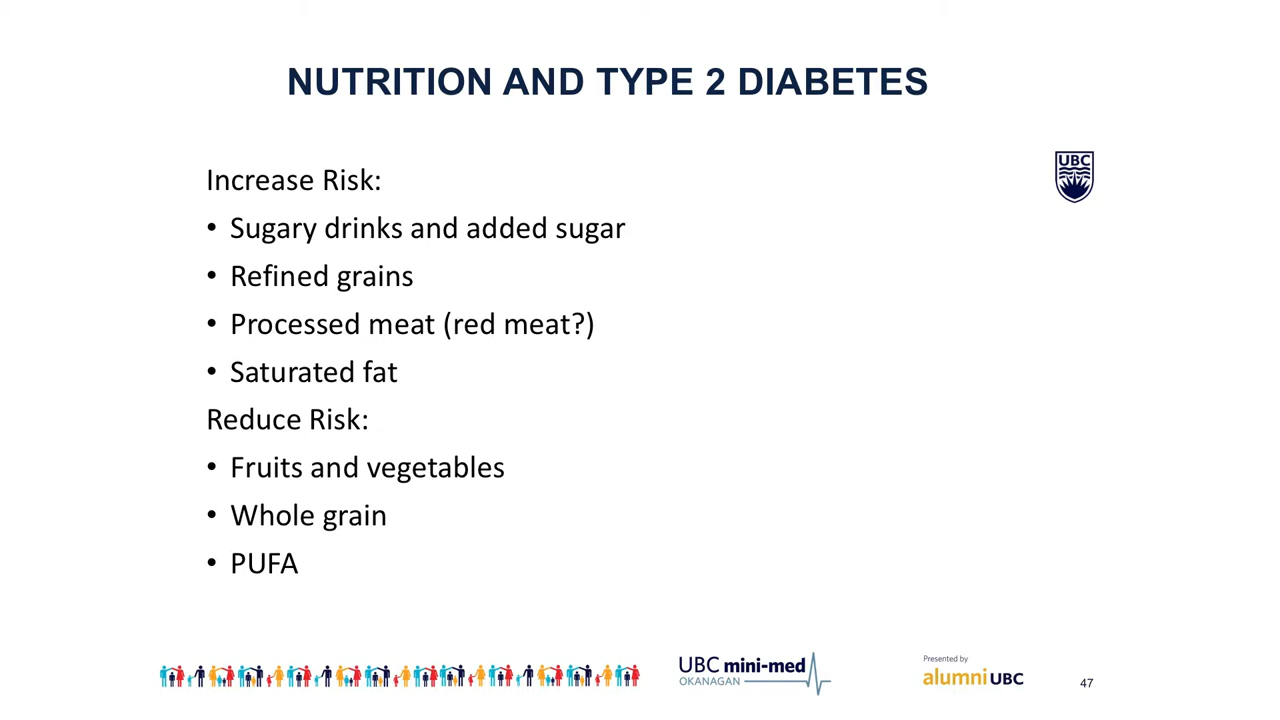 NUTRITION AND TYPE 2 DIABETES
UBC
Increase Risk:
• Sugary drinks and added sugar
• Refined grains
• Processed meat (red meat?)
• Saturated fat
Reduce Risk:
• Fruits and vegetables
• Whole grain
• PUFA
UBC mini-med
OKANAGAN
Presented by
alumni UBC
47